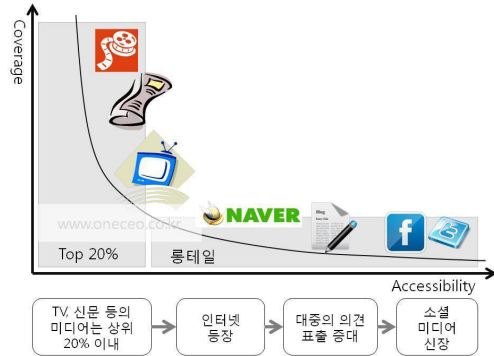 Coverage
NAVER
Blog
www.oneceo.co.kr
Top 20%
롱테일
Accessibility
TV, 신문 등의
미디어는 상위
20% 이내
인터넷
등장
대중의 의견
표출 증대
소셜
미디어
신장